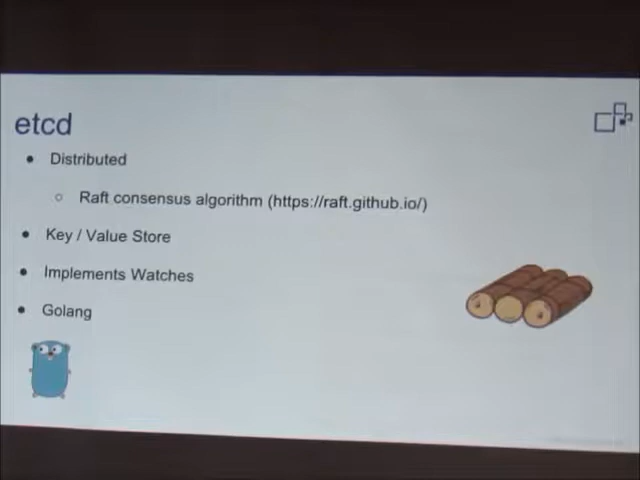 etcd
Distributed
Raft consensus algorithm (https://raft.github.io/)
Key / Value Store
Implements Watches
Golang